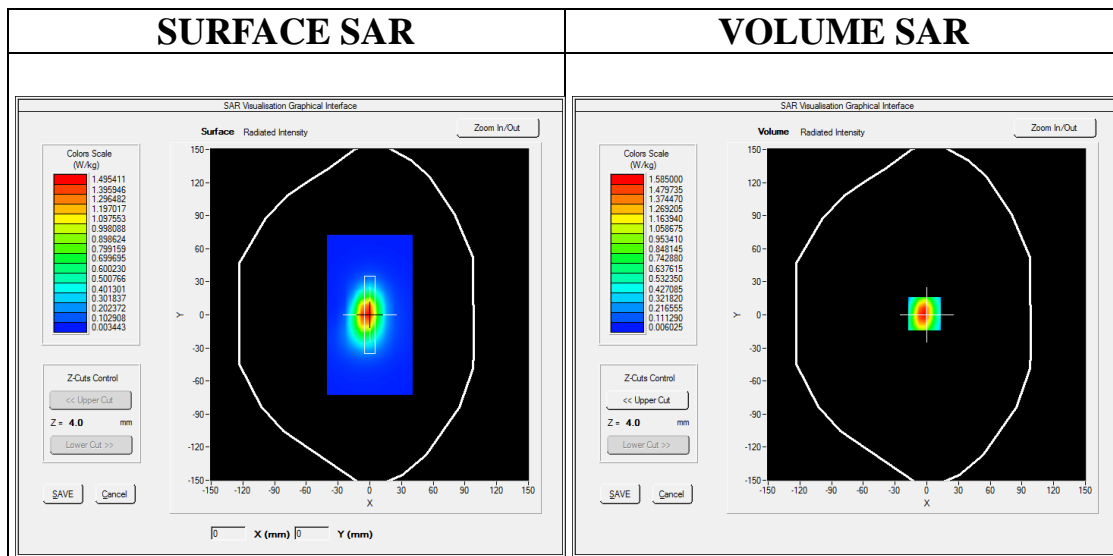 SURFACE SAR
VOLUME SAR
SAR Visualisation Graphical Interface
Surface Radiated Intensity
Zoom In/Out
Colors Scale
(W/kg)
1.495411
1.395946
1.296482
1.197017
1.097553
0.998088
0.898624
0.799159
0.699695
0.600230
0.500766
0.401301
0.301837
0.202372
0.102908
0.003443
Z-Cuts Control
<< Upper Cut
Z = 4.0 mm
Lower Cut >>
SAVE Cancel
150
120
90
60
30
0
-30
-60
-90
-120
-150
Y
-150 -120 -90 -60 -30 0 30 60 90 120 150
X
0 X (mm) 0 Y (mm)
SAR Visualisation Graphical Interface
Volume Radiated Intensity
Zoom In/Out
Colors Scale
(W/kg)
1.585000
1.479735
1.374470
1.269205
1.163940
1.058675
0.953410
0.848145
0.742880
0.637615
0.532350
0.427085
0.321820
0.216555
0.111290
0.006025
Z-Cuts Control
<< Upper Cut
Z = 4.0 mm
Lower Cut >>
SAVE Cancel
150
120
90
60
30
0
-30
-60
-90
-120
-150
Y
-150 -120 -90 -60 -30 0 30 60 90 120 150
X